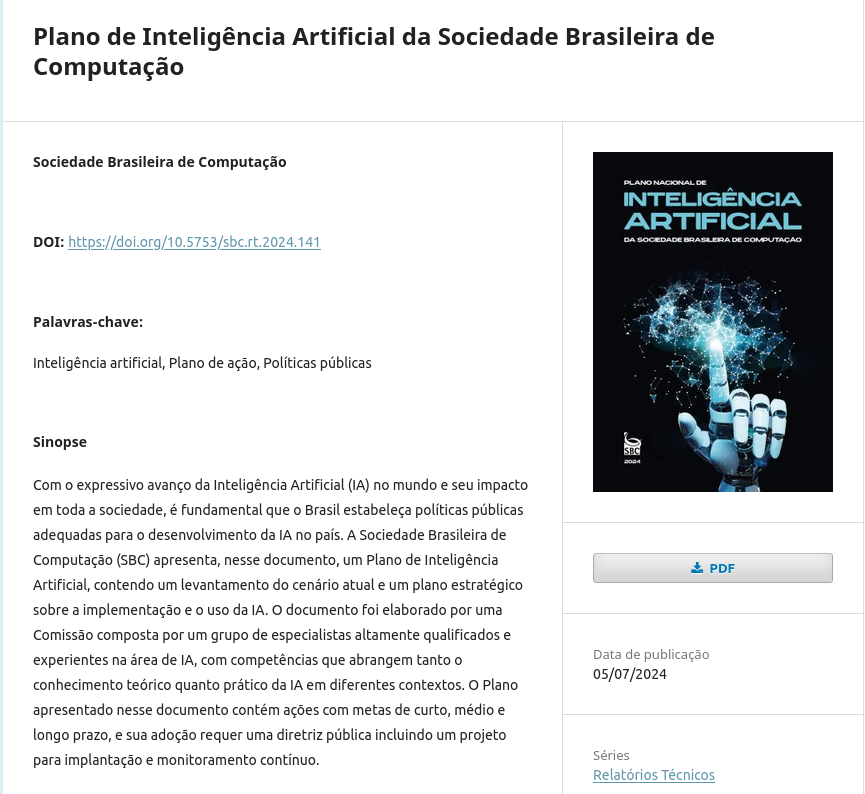 Plano de Inteligência Artificial da Sociedade Brasileira de
Computação
Sociedade Brasileira de Computação
DOI: https://doi.org/10.5753/sbc.rt.2024.141
Palavras-chave:
Inteligência artificial, Plano de ação, Políticas públicas
Sinopse
Com o expressivo avanço da Inteligência Artificial (IA) no mundo e seu impacto
em toda a sociedade, é fundamental que o Brasil estabeleça políticas públicas
adequadas para o desenvolvimento da IA no país. A Sociedade Brasileira de
Computação (SBC) apresenta, nesse documento, um Plano de Inteligência
Artificial, contendo um levantamento do cenário atual e um plano estratégico
sobre a implementação e o uso da IA. O documento foi elaborado por uma
Comissão composta por um grupo de especialistas altamente qualificados e
experientes na área de IA, com competências que abrangem tanto o
conhecimento teórico quanto prático da IA em diferentes contextos. O Plano
apresentado nesse documento contém ações com metas de curto, médio e
longo prazo, e sua adoção requer uma diretriz pública incluindo um projeto
para implantação e monitoramento contínuo.
PLANO NACIONAL DE
INTELIGÊNCIA
ARTIFICIAL
DA SOCIEDADE BRASILEIRA DE COMPUTAÇÃO
SBC
2024
PDF
Data de publicação
05/07/2024
Séries
Relatórios Técnicos